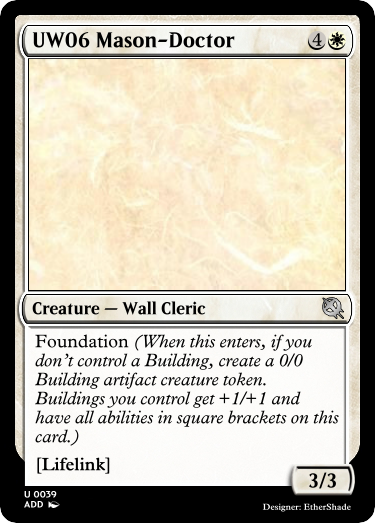 UW06 Mason-Doctor 4
Creature — Wall Cleric
Foundation (When this enters, if you
don't control a Building, create a 0/0
Building artifact creature token.
Buildings you control get +1/+1 and
have all abilities in square brackets on this
card.)
[Lifelink]
3/3
U 0039
ADD
Designer: EtherShade